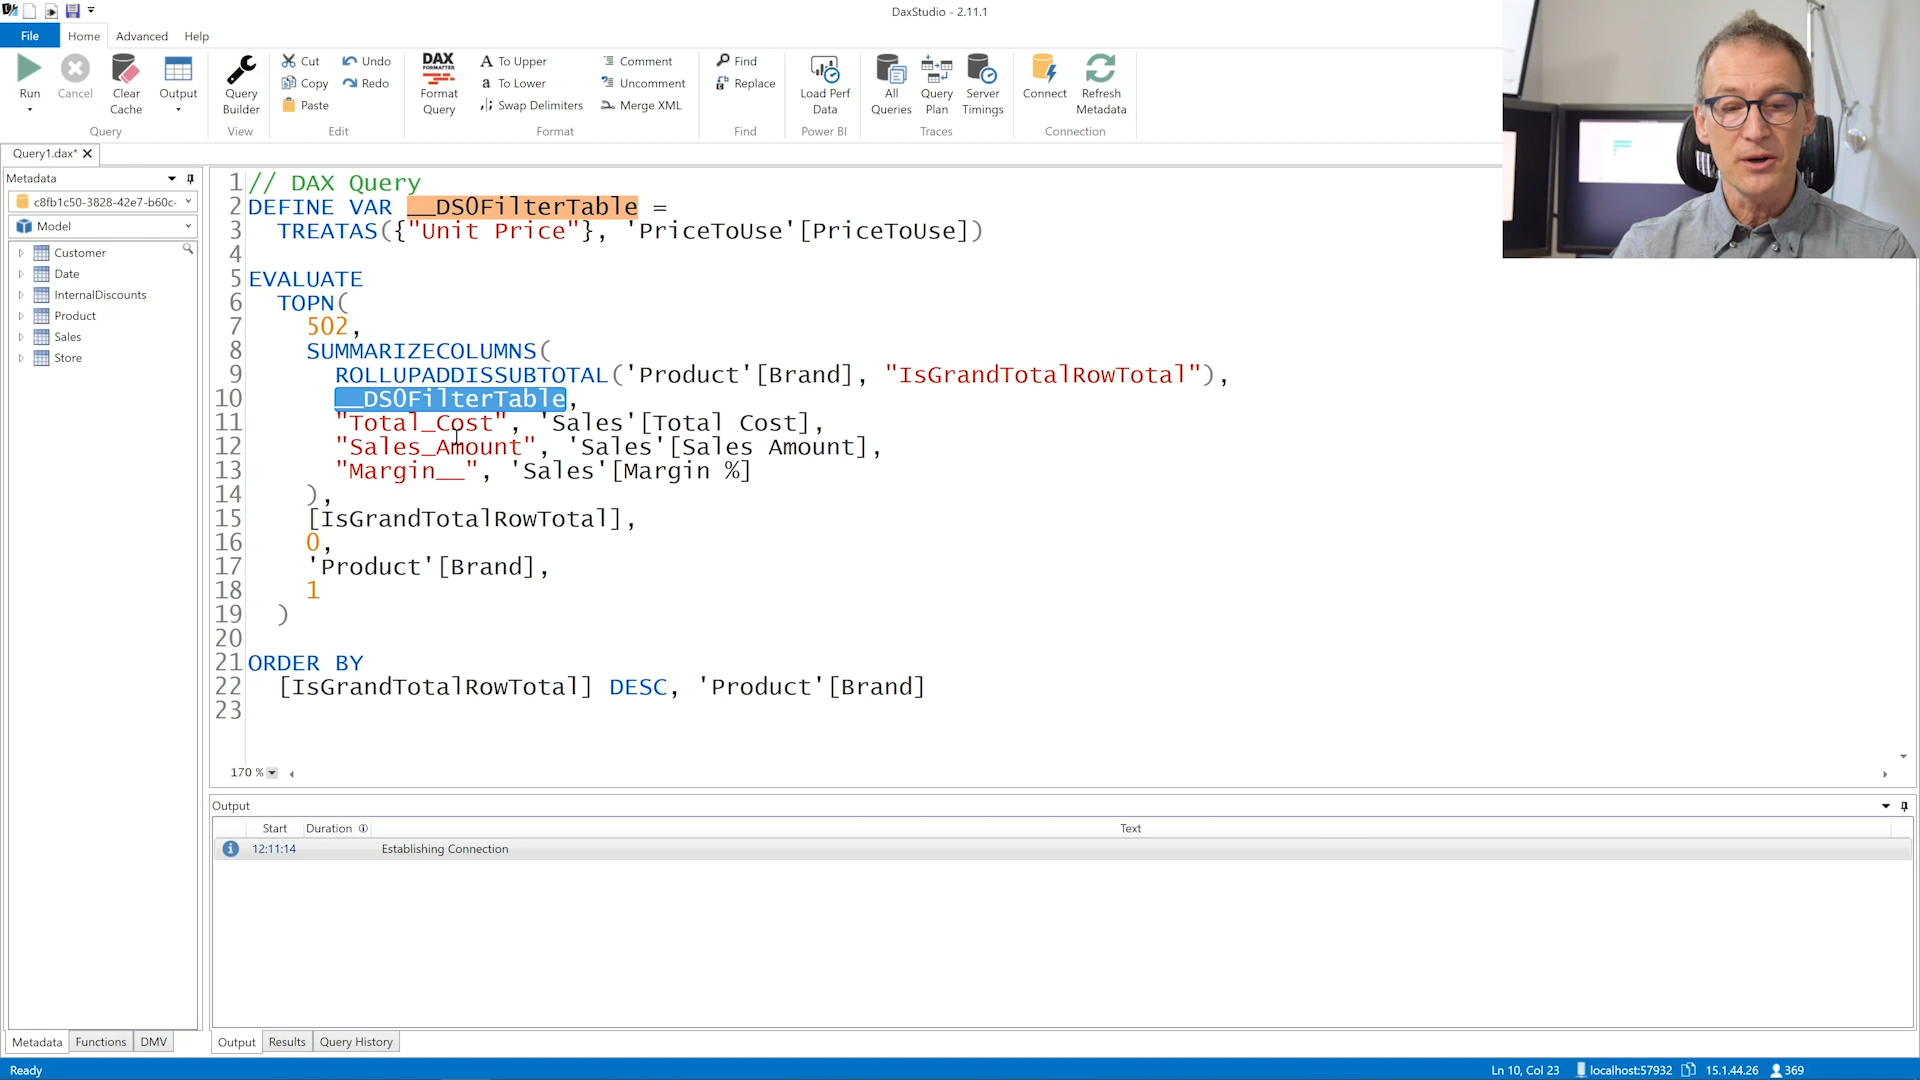 DaxStudio - 2.11.1
File Home Advanced Help
Run Cancel Clear Cache Output
Query
Query Builder
View
Cut Copy Paste
Undo Redo
Edit
DAX FORMATTER
Format Query
A To Upper
a To Lower
Swap Delimiters
Comment
Uncomment
Merge XML
Format
Find
Replace
Find
Load Perf Data
Power BI
All Queries Query Plan Server Timings
Traces
Connect Refresh Metadata
Connection
Query1.dax*
Metadata
c8fb1c50-3828-42e7-b60c-
Model
Customer
Date
InternalDiscounts
Product
Sales
Store
1 // DAX Query
2 DEFINE VAR __DS0FilterTable =
3 TREATAS({"Unit Price"}, 'PriceToUse'[PriceToUse])
4
5 EVALUATE
6 TOPN(
7 502,
8 SUMMARIZECOLUMNS(
9 ROLLUPADDISSUBTOTAL('Product'[Brand], "IsGrandTotalRowTotal"),
10 __DS0FilterTable,
11 "Total_Cost", 'Sales'[Total Cost],
12 "Sales_Amount", 'Sales'[Sales Amount],
13 "Margin__", 'Sales'[Margin %]
14 ),
15 [IsGrandTotalRowTotal],
16 0,
17 'Product'[Brand],
18 1
19 )
20
21 ORDER BY
22 [IsGrandTotalRowTotal] DESC, 'Product'[Brand]
23
170 %
Output
Start Duration Text
12:11:14 Establishing Connection
Metadata Functions DMV
Output Results Query History
Ready
Ln 10, Col 23 localhost:57932 15.1.44.26 369